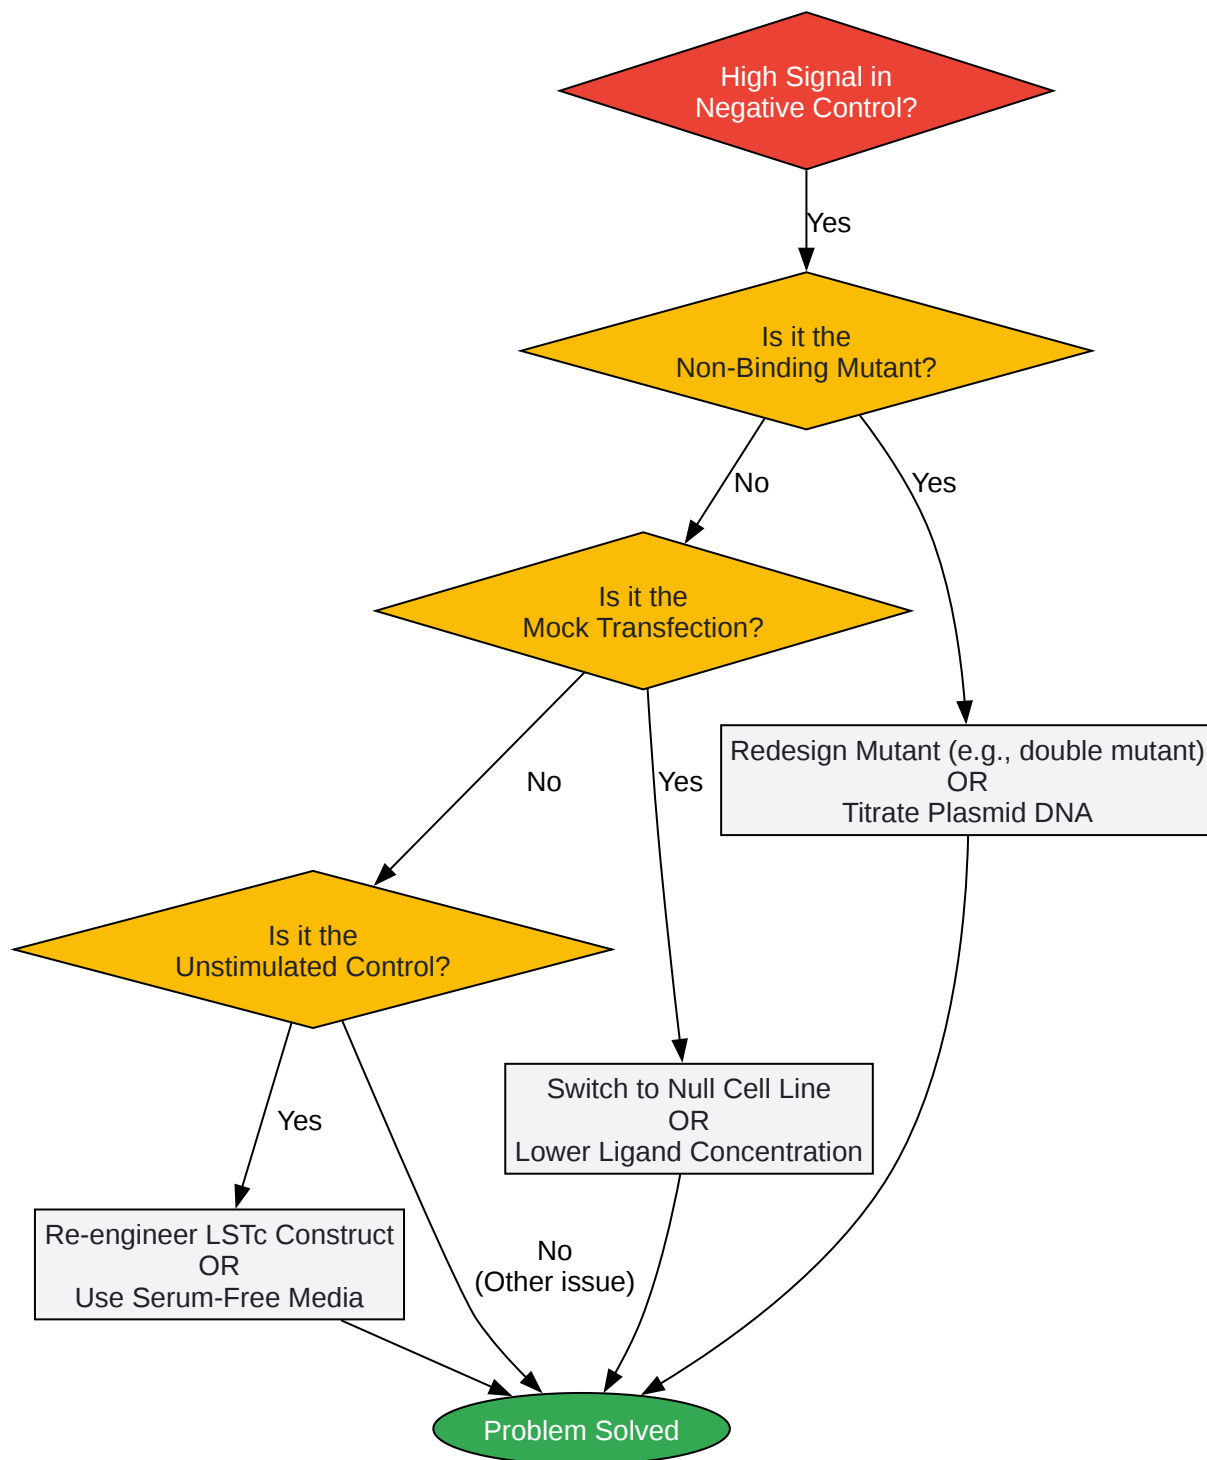 High Signal in
Negative Control?
Yes
Is it the
Non-Binding Mutant?
No
Yes
Is it the
Mock Transfection?
Redesign Mutant (e.g., double mutant)
OR
Titrate Plasmid DNA
No
Yes
Is it the
Unstimulated Control?
Switch to Null Cell Line
OR
Lower Ligand Concentration
Yes
Re-engineer LSTc Construct
OR
Use Serum-Free Media
No
(Other issue)
Problem Solved